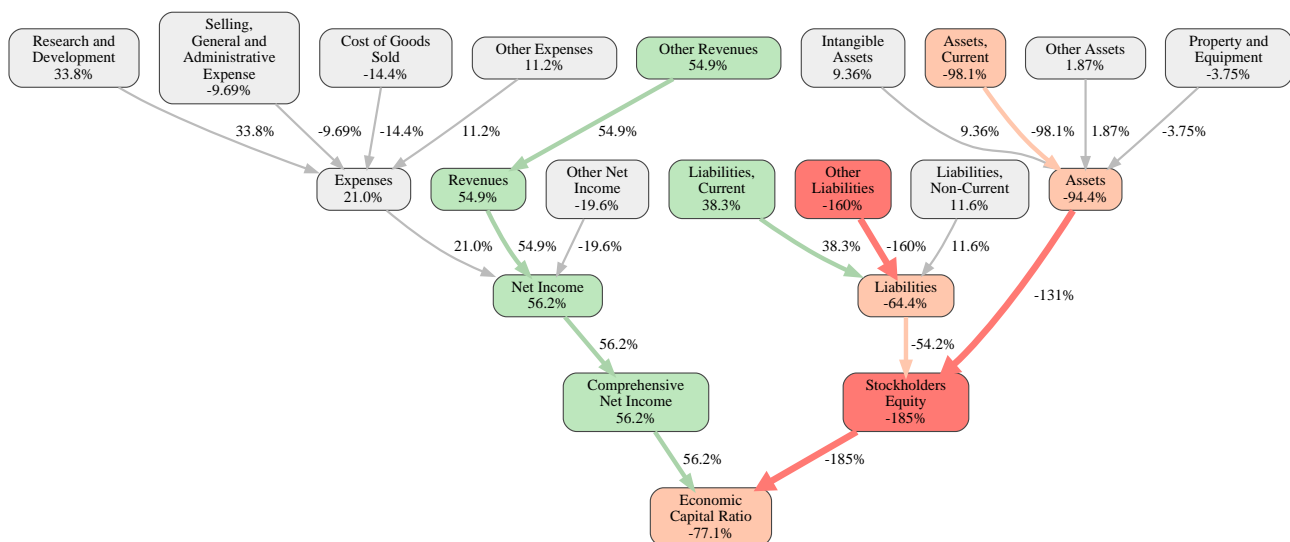 Research and
Development
33.8%
Selling,
General and
Administrative
Expense
-9.69%
Cost of Goods
Sold
-14.4%
Other Expenses
11.2%
Other Revenues
54.9%
Intangible
Assets
9.36%
Assets,
Current
-98.1%
Other Assets
1.87%
Property and
Equipment
-3.75%
33.8%
-9.69%
-14.4%
11.2%
54.9%
9.36%
-98.1%
1.87%
-3.75%
Expenses
21.0%
Revenues
54.9%
Other Net
Income
-19.6%
Liabilities,
Current
38.3%
Other
Liabilities
-160%
Liabilities,
Non-Current
11.6%
Assets
-94.4%
21.0%
54.9%
-19.6%
38.3%
-160%
11.6%
Net Income
56.2%
Liabilities
-64.4%
-131%
56.2%
-54.2%
Comprehensive
Net Income
56.2%
Stockholders
Equity
-185%
56.2%
-185%
Economic
Capital Ratio
-77.1%